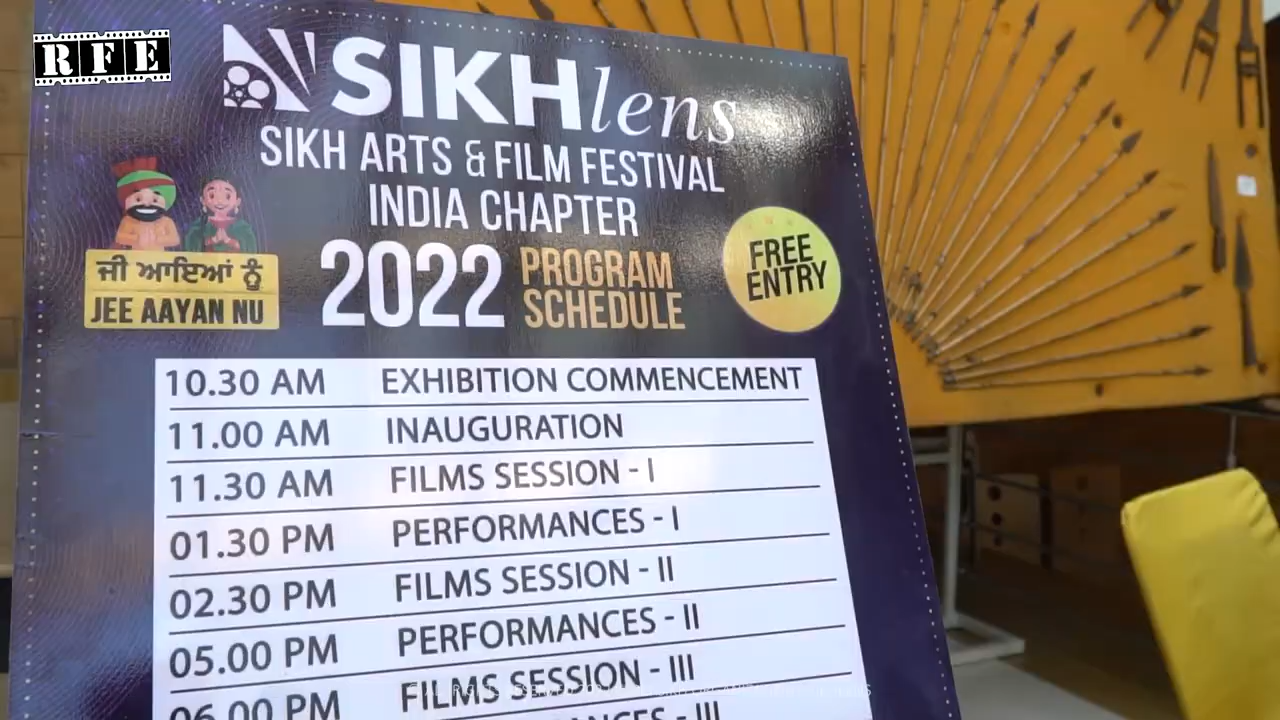 RFE
SIKHlens
SIKH ARTS & FILM FESTIVAL
INDIA CHAPTER
2022 PROGRAM SCHEDULE
FREE
ENTRY
ਜੀ ਆਇਆਂ ਨੂੰ
JEE AAYAN NU
10.30 AM EXHIBITION COMMENCEMENT
11.00 AM INAUGURATION
11.30 AM FILMS SESSION - I
01.30 PM PERFORMANCES - I
02.30 PM FILMS SESSION - II
05.00 PM PERFORMANCES - II
06.00 PM FILMS SESSION - III